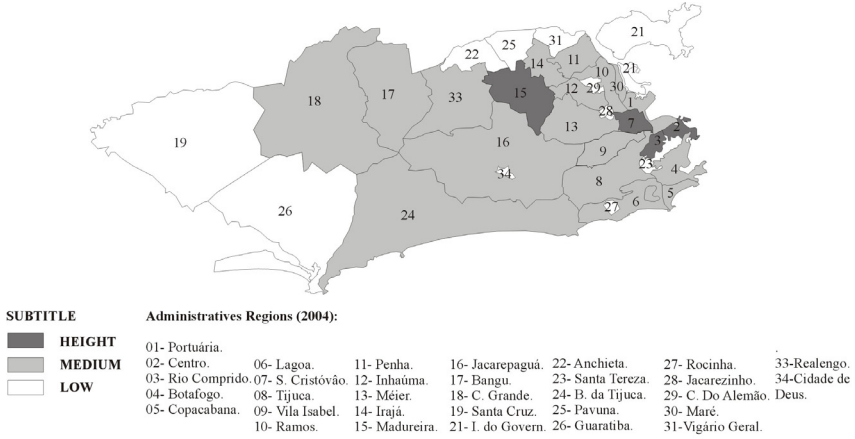 21
31
25
22
11
14
10
21
29
30
12
15
17
18
33
28
1
7
2
13
3
16
9
19
23
4
34
8
5
6
27
26
24
SUBTITLE
HEIGHT
MEDIUM
LOW
Administratives Regions (2004):
01- Portuária.
02- Centro.
03- Rio Comprido.
04- Botafogo.
05- Copacabana.
06- Lagoa.
07- S. Cristóvâo.
08- Tijuca.
09- Vila Isabel.
10- Ramos.
11- Penha.
12- Inhaúma.
13- Méier.
14- Irajá.
15- Madureira.
16- Jacarepaguá.
17- Bangu.
18- C. Grande.
19- Santa Cruz.
21- I. do Govern.
22- Anchieta.
23- Santa Tereza.
24- B. da Tijuca.
25- Pavuna.
26- Guaratiba.
27- Rocinha.
28- Jacarezinho.
29- C. Do Alemão.
30- Maré.
31-Vigário Geral.
33-Realengo.
34-Cidade de
Deus.